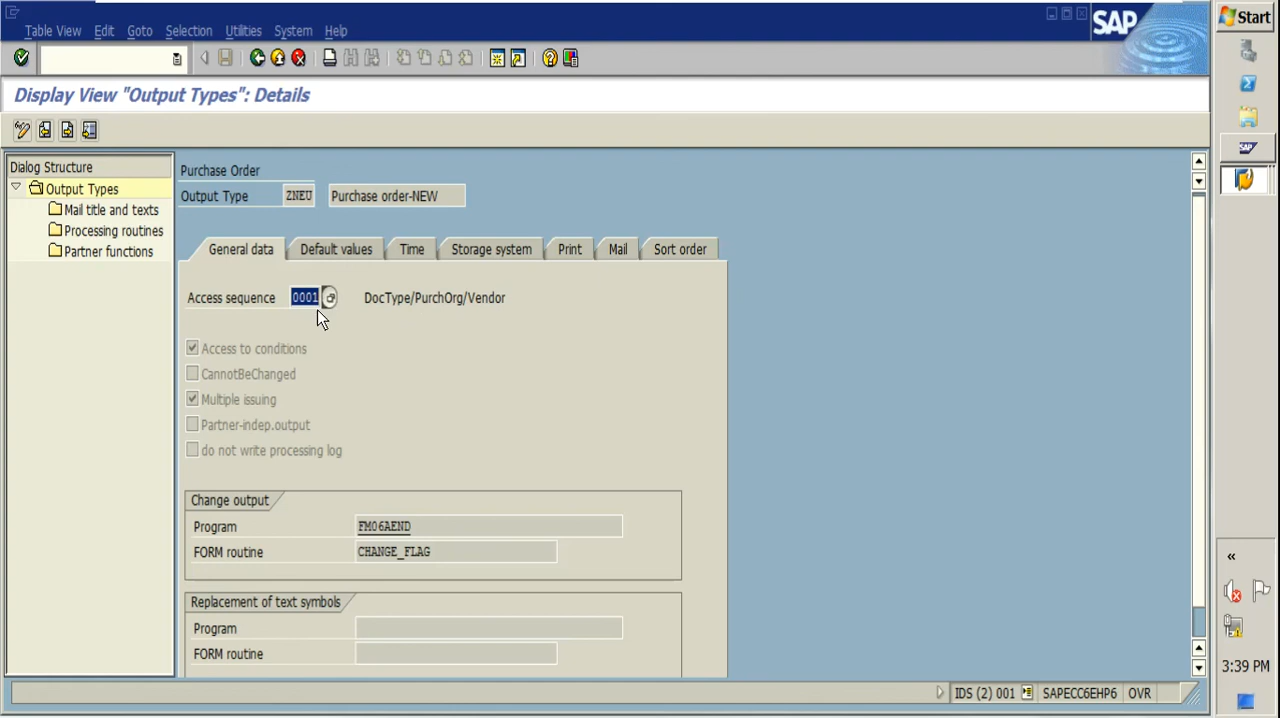 Table View Edit Goto Selection Utilities System Help
SAP
Start
Display View "Output Types": Details
Dialog Structure
Output Types
Mail title and texts
Processing routines
Partner functions
Purchase Order
Output Type ZNEU Purchase order-NEW
General data Default values Time Storage system Print Mail Sort order
Access sequence 0001 DocType/PurchOrg/Vendor
Access to conditions
CannotBeChanged
Multiple issuing
Partner-indep.output
do not write processing log
Change output
Program FM06AEND
FORM routine CHANGE_FLAG
Replacement of text symbols
Program
FORM routine
«
3:39 PM
IDS (2) 001 SAPECC6EHP6 OVR